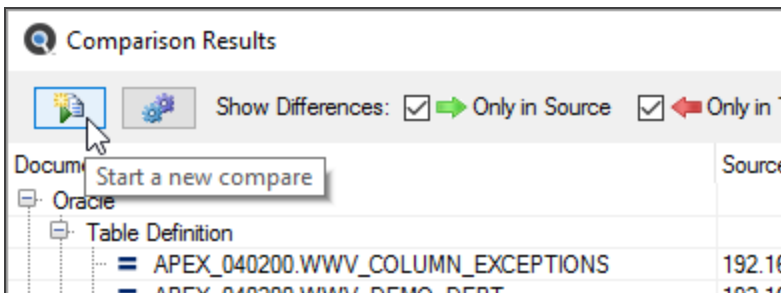 Comparison Results
Show Differences: Only in Source Only in
Docum Source
Start a new compare
Oracle
Table Definition
= APEX_040200.WWV_COLUMN_EXCEPTIONS 192.16